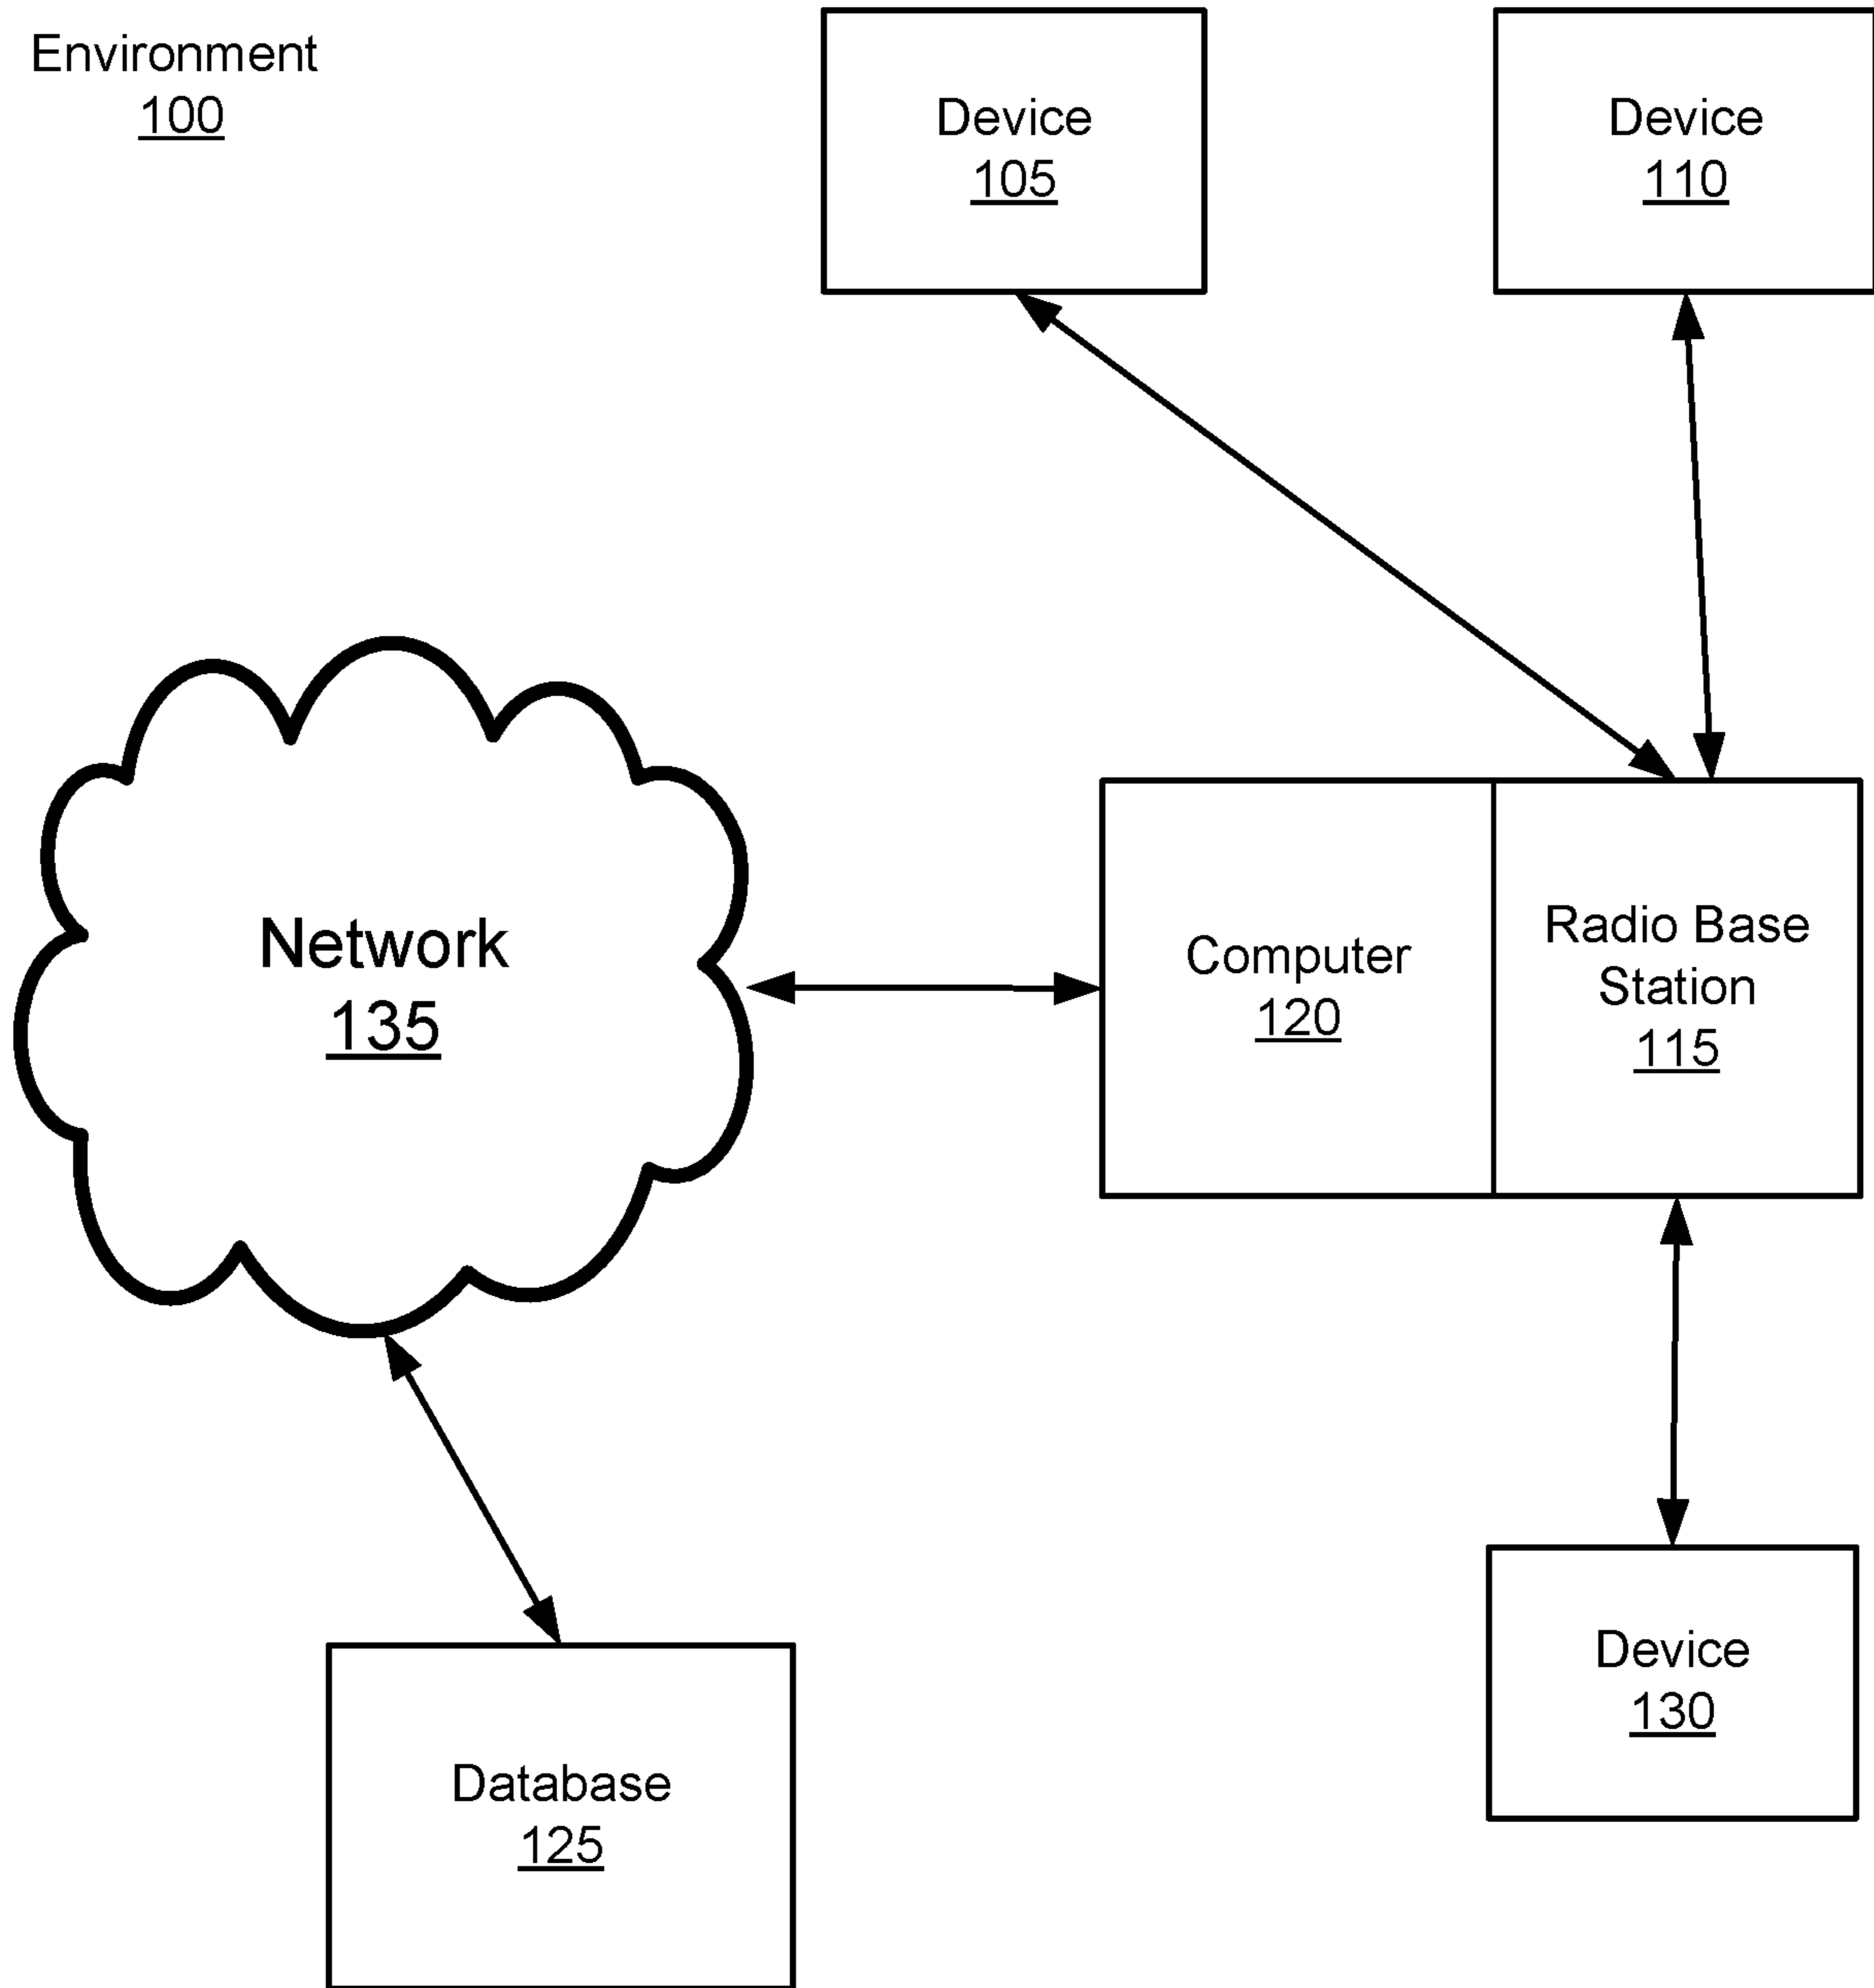 Environment
100
Device
105
Device
110
Network
135
Computer
120
Radio Base
Station
115
Database
125
Device
130